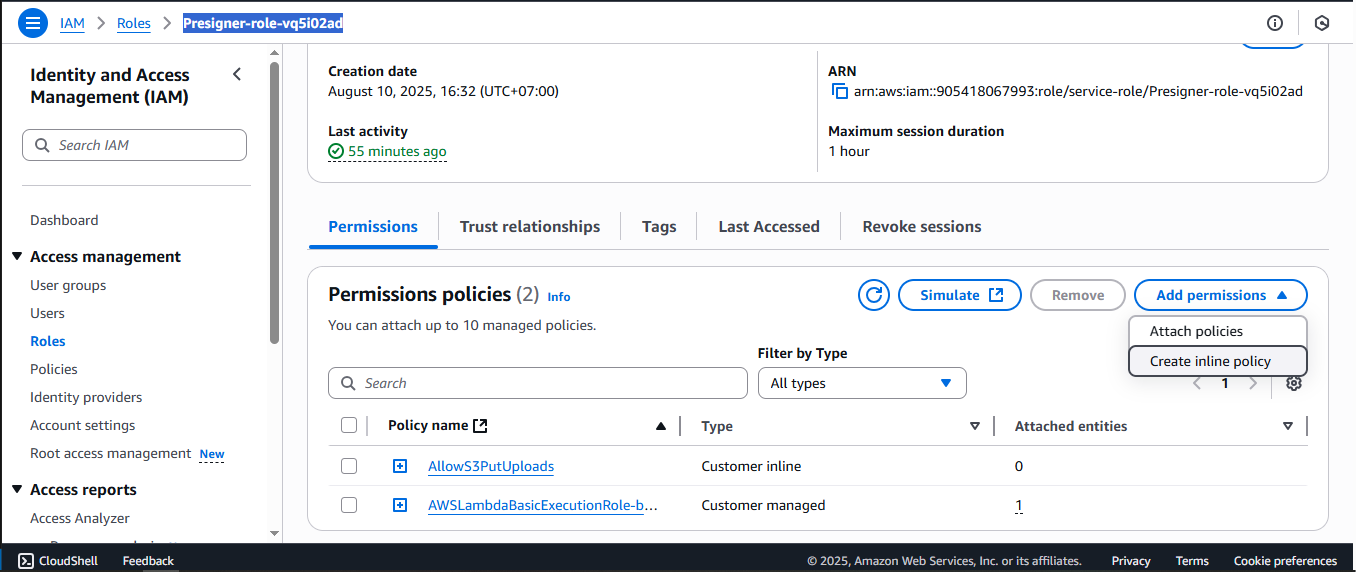 IAM > Roles > Presigner-role-vq5i02ad
Identity and Access
Management (IAM)
Search IAM
Dashboard
Access management
User groups
Users
Roles
Policies
Identity providers
Account settings
Root access management New
Access reports
Access Analyzer
Creation date
August 10, 2025, 16:32 (UTC+07:00)
Last activity
55 minutes ago
ARN
arn:aws:iam::905418067993:role/service-role/Presigner-role-vq5i02ad
Maximum session duration
1 hour
Permissions Trust relationships Tags Last Accessed Revoke sessions
Permissions policies (2) Info
Simulate Remove Add permissions
You can attach up to 10 managed policies.
Attach policies
Create inline policy
Filter by Type
Search All types 1
Policy name Type Attached entities
AllowS3PutUploads Customer inline 0
AWSLambdaBasicExecutionRole-b... Customer managed 1
CloudShell Feedback © 2025, Amazon Web Services, Inc. or its affiliates. Privacy Terms Cookie preferences